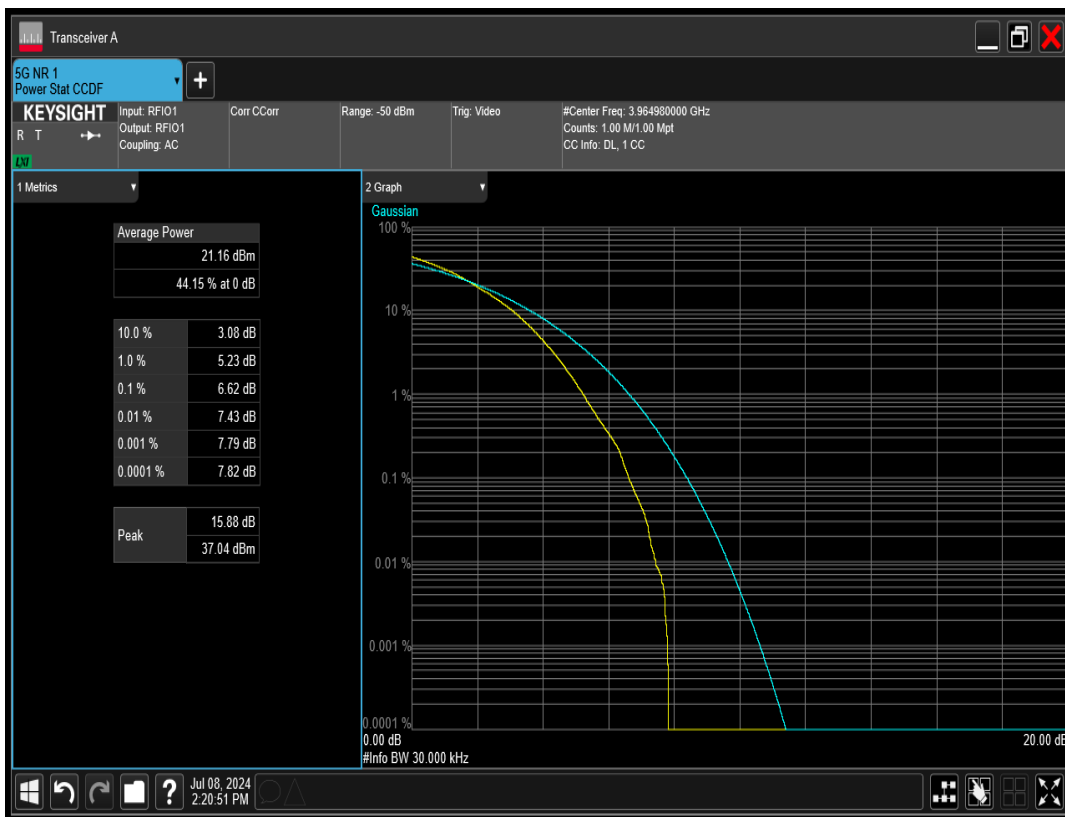 Transceiver A
5G NR 1
Power Stat CCDF
+
KEYSIGHT
R T
LXI
Input: RFIO1
Output: RFIO1
Coupling: AC
Corr CCorr
Range: -50 dBm
Trig: Video
#Center Freq: 3.964980000 GHz
Counts: 1.00 M/1.00 Mpt
CC Info: DL, 1 CC
1 Metrics
Average Power
21.16 dBm
44.15 % at 0 dB
10.0 % 3.08 dB
1.0 % 5.23 dB
0.1 % 6.62 dB
0.01 % 7.43 dB
0.001 % 7.79 dB
0.0001 % 7.82 dB
Peak
15.88 dB
37.04 dBm
2 Graph
Gaussian
100 %
10 %
1 %
0.1 %
0.01 %
0.001 %
0.0001 %
0.00 dB 20.00 dB
#Info BW 30.000 kHz
?
Jul 08, 2024
2:20:51 PM